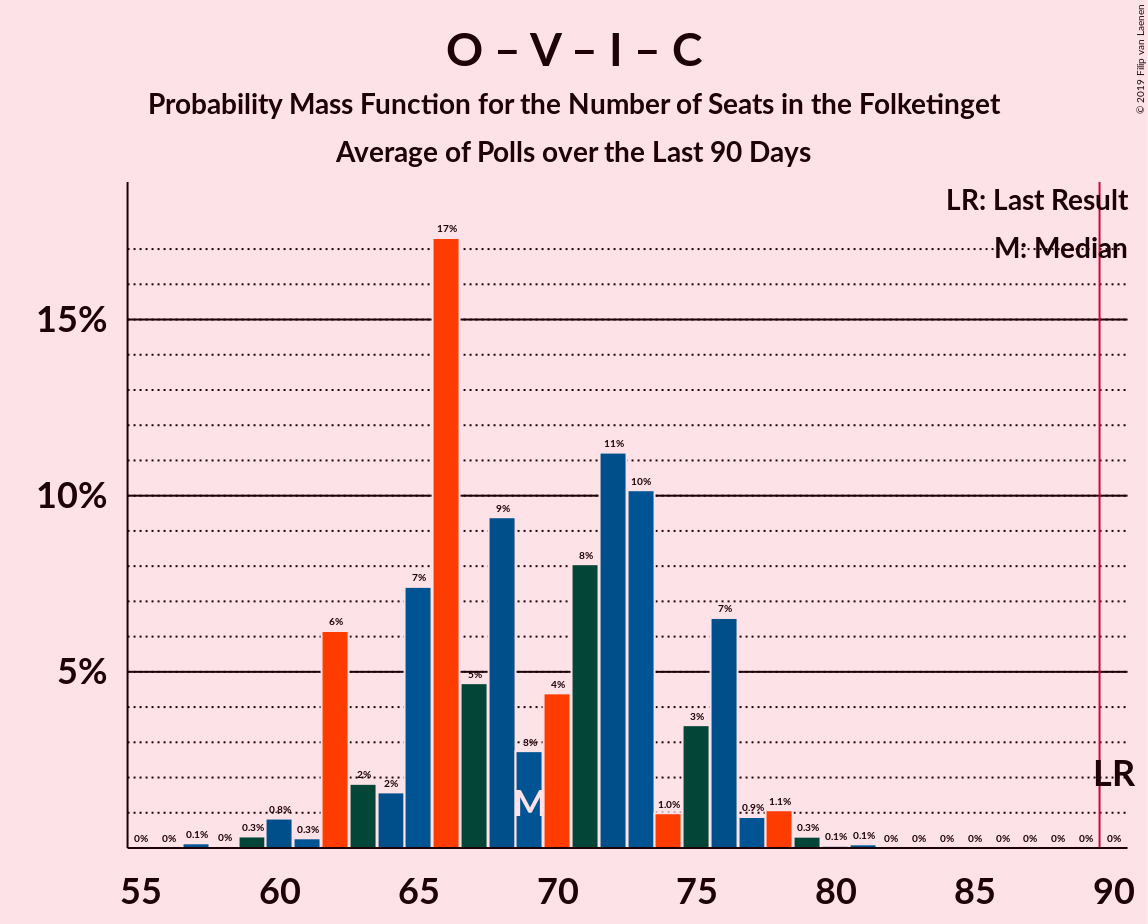 O – V – I – C
Probability Mass Function for the Number of Seats in the Folketinget
Average of Polls over the Last 90 Days
© 2019 Filip van Laenen
LR: Last Result
M: Median
15%
10%
5%
0% 0% 0.1% 0% 0.3% 0.8% 0.3% 6% 2% 2% 7% 17% 5% 9% 3% 4% 8% 11% 10% 1.0% 3% 7% 0.9% 1.1% 0.3% 0.1% 0.1% 0% 0% 0% 0% 0% 0% 0% 0% 0%
M
LR
55 60 65 70 75 80 85 90